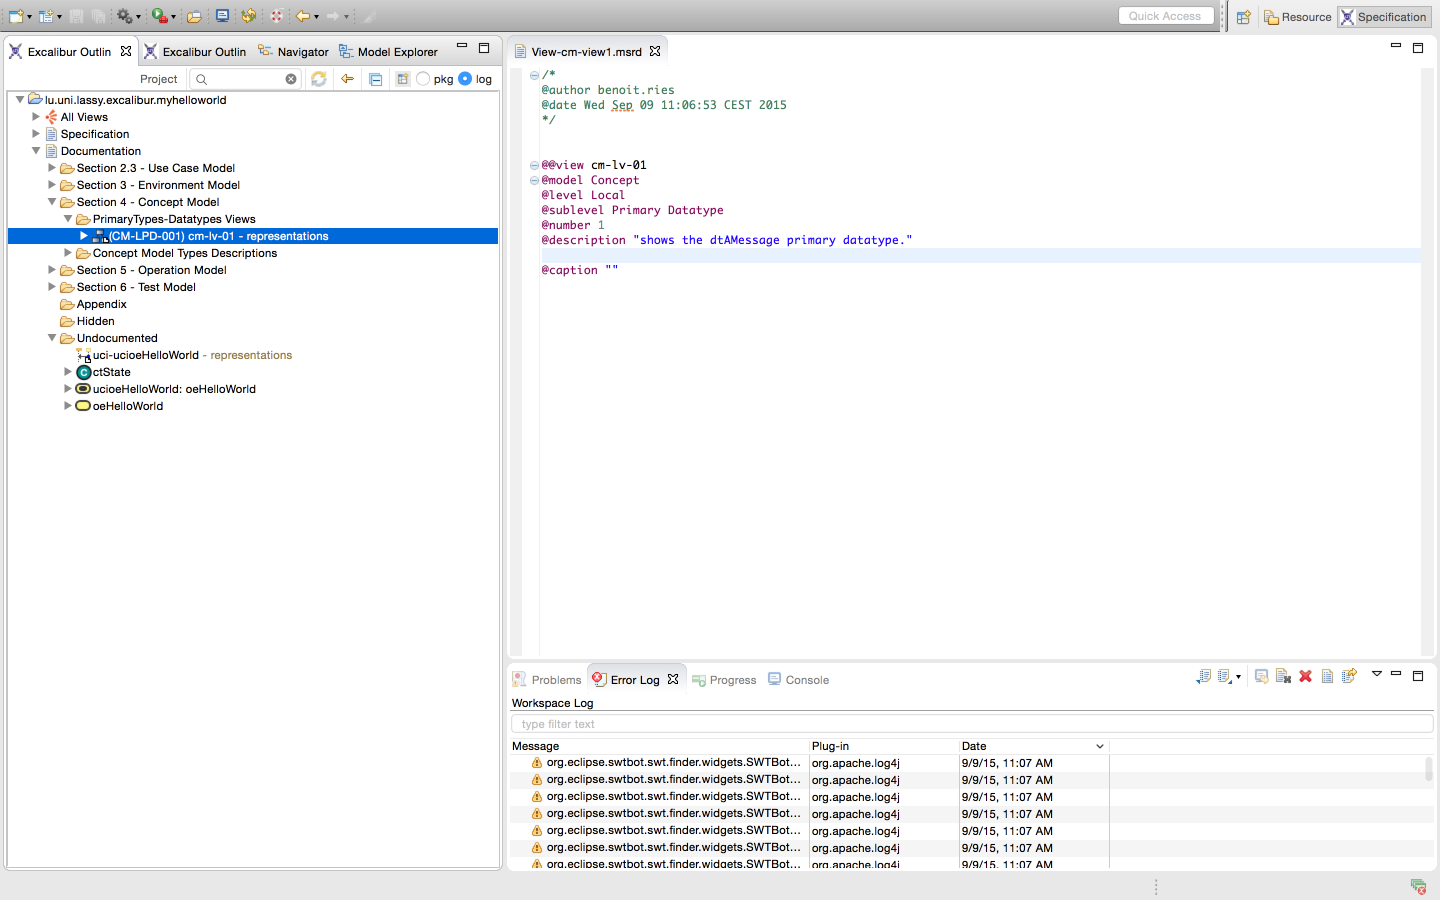 Quick Access
Resource
Specification
Excalibur Outlin
Excalibur Outlin
Navigator
Model Explorer
Project
pkg
log
lu.uni.lassy.excalibur.myhelloworld
All Views
Specification
Documentation
Section 2.3 - Use Case Model
Section 3 - Environment Model
Section 4 - Concept Model
PrimaryTypes-Datatypes Views
(CM-LPD-001) cm-lv-01 - representations
Concept Model Types Descriptions
Section 5 - Operation Model
Section 6 - Test Model
Appendix
Hidden
Undocumented
uci-ucioeHelloWorld - representations
ctState
ucioeHelloWorld: oeHelloWorld
oeHelloWorld
View-cm-view1.msrd
/*
@author benoit.ries
@date Wed Sep 09 11:06:53 CEST 2015
*/
@@view cm-lv-01
@model Concept
@level Local
@sublevel Primary Datatype
@number 1
@description "shows the dtAMessage primary datatype."
@caption ""
Problems
Error Log
Progress
Console
Workspace Log
type filter text
Message Plug-in Date
org.eclipse.swtbot.swt.finder.widgets.SWTBot... org.apache.log4j 9/9/15, 11:07 AM
org.eclipse.swtbot.swt.finder.widgets.SWTBot... org.apache.log4j 9/9/15, 11:07 AM
org.eclipse.swtbot.swt.finder.widgets.SWTBot... org.apache.log4j 9/9/15, 11:07 AM
org.eclipse.swtbot.swt.finder.widgets.SWTBot... org.apache.log4j 9/9/15, 11:07 AM
org.eclipse.swtbot.swt.finder.widgets.SWTBot... org.apache.log4j 9/9/15, 11:07 AM
org.eclipse.swtbot.swt.finder.widgets.SWTBot... org.apache.log4j 9/9/15, 11:07 AM
org.eclipse.swtbot.swt.finder.widgets.SWTBot... org.apache.log4j 9/9/15, 11:07 AM